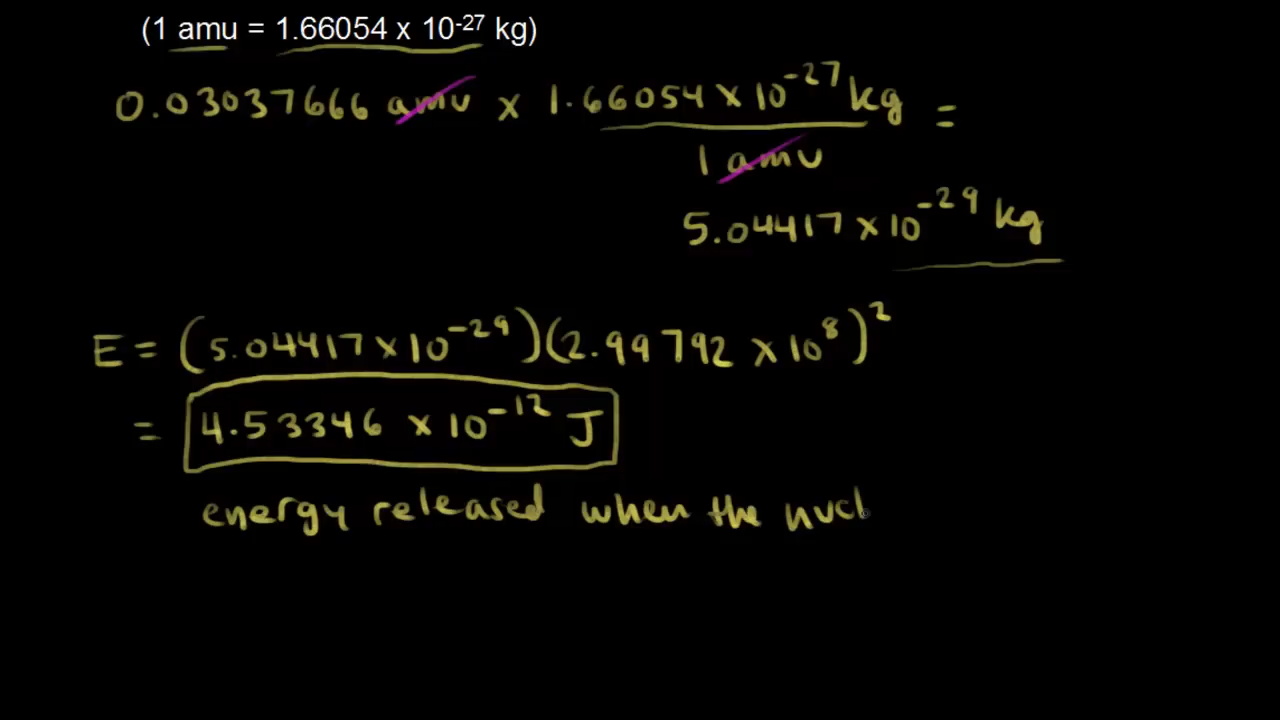 (1 amu = 1.66054 x 10⁻²⁷ kg)
0.03037666 amu x 1.66054 x 10⁻²⁷ kg =
1 amu
5.04417 x 10⁻²⁹ kg
E = (5.04417 x 10⁻²⁹)(2.99792 x 10⁸)²
= 4.53346 x 10⁻¹² J
energy released when the nucl